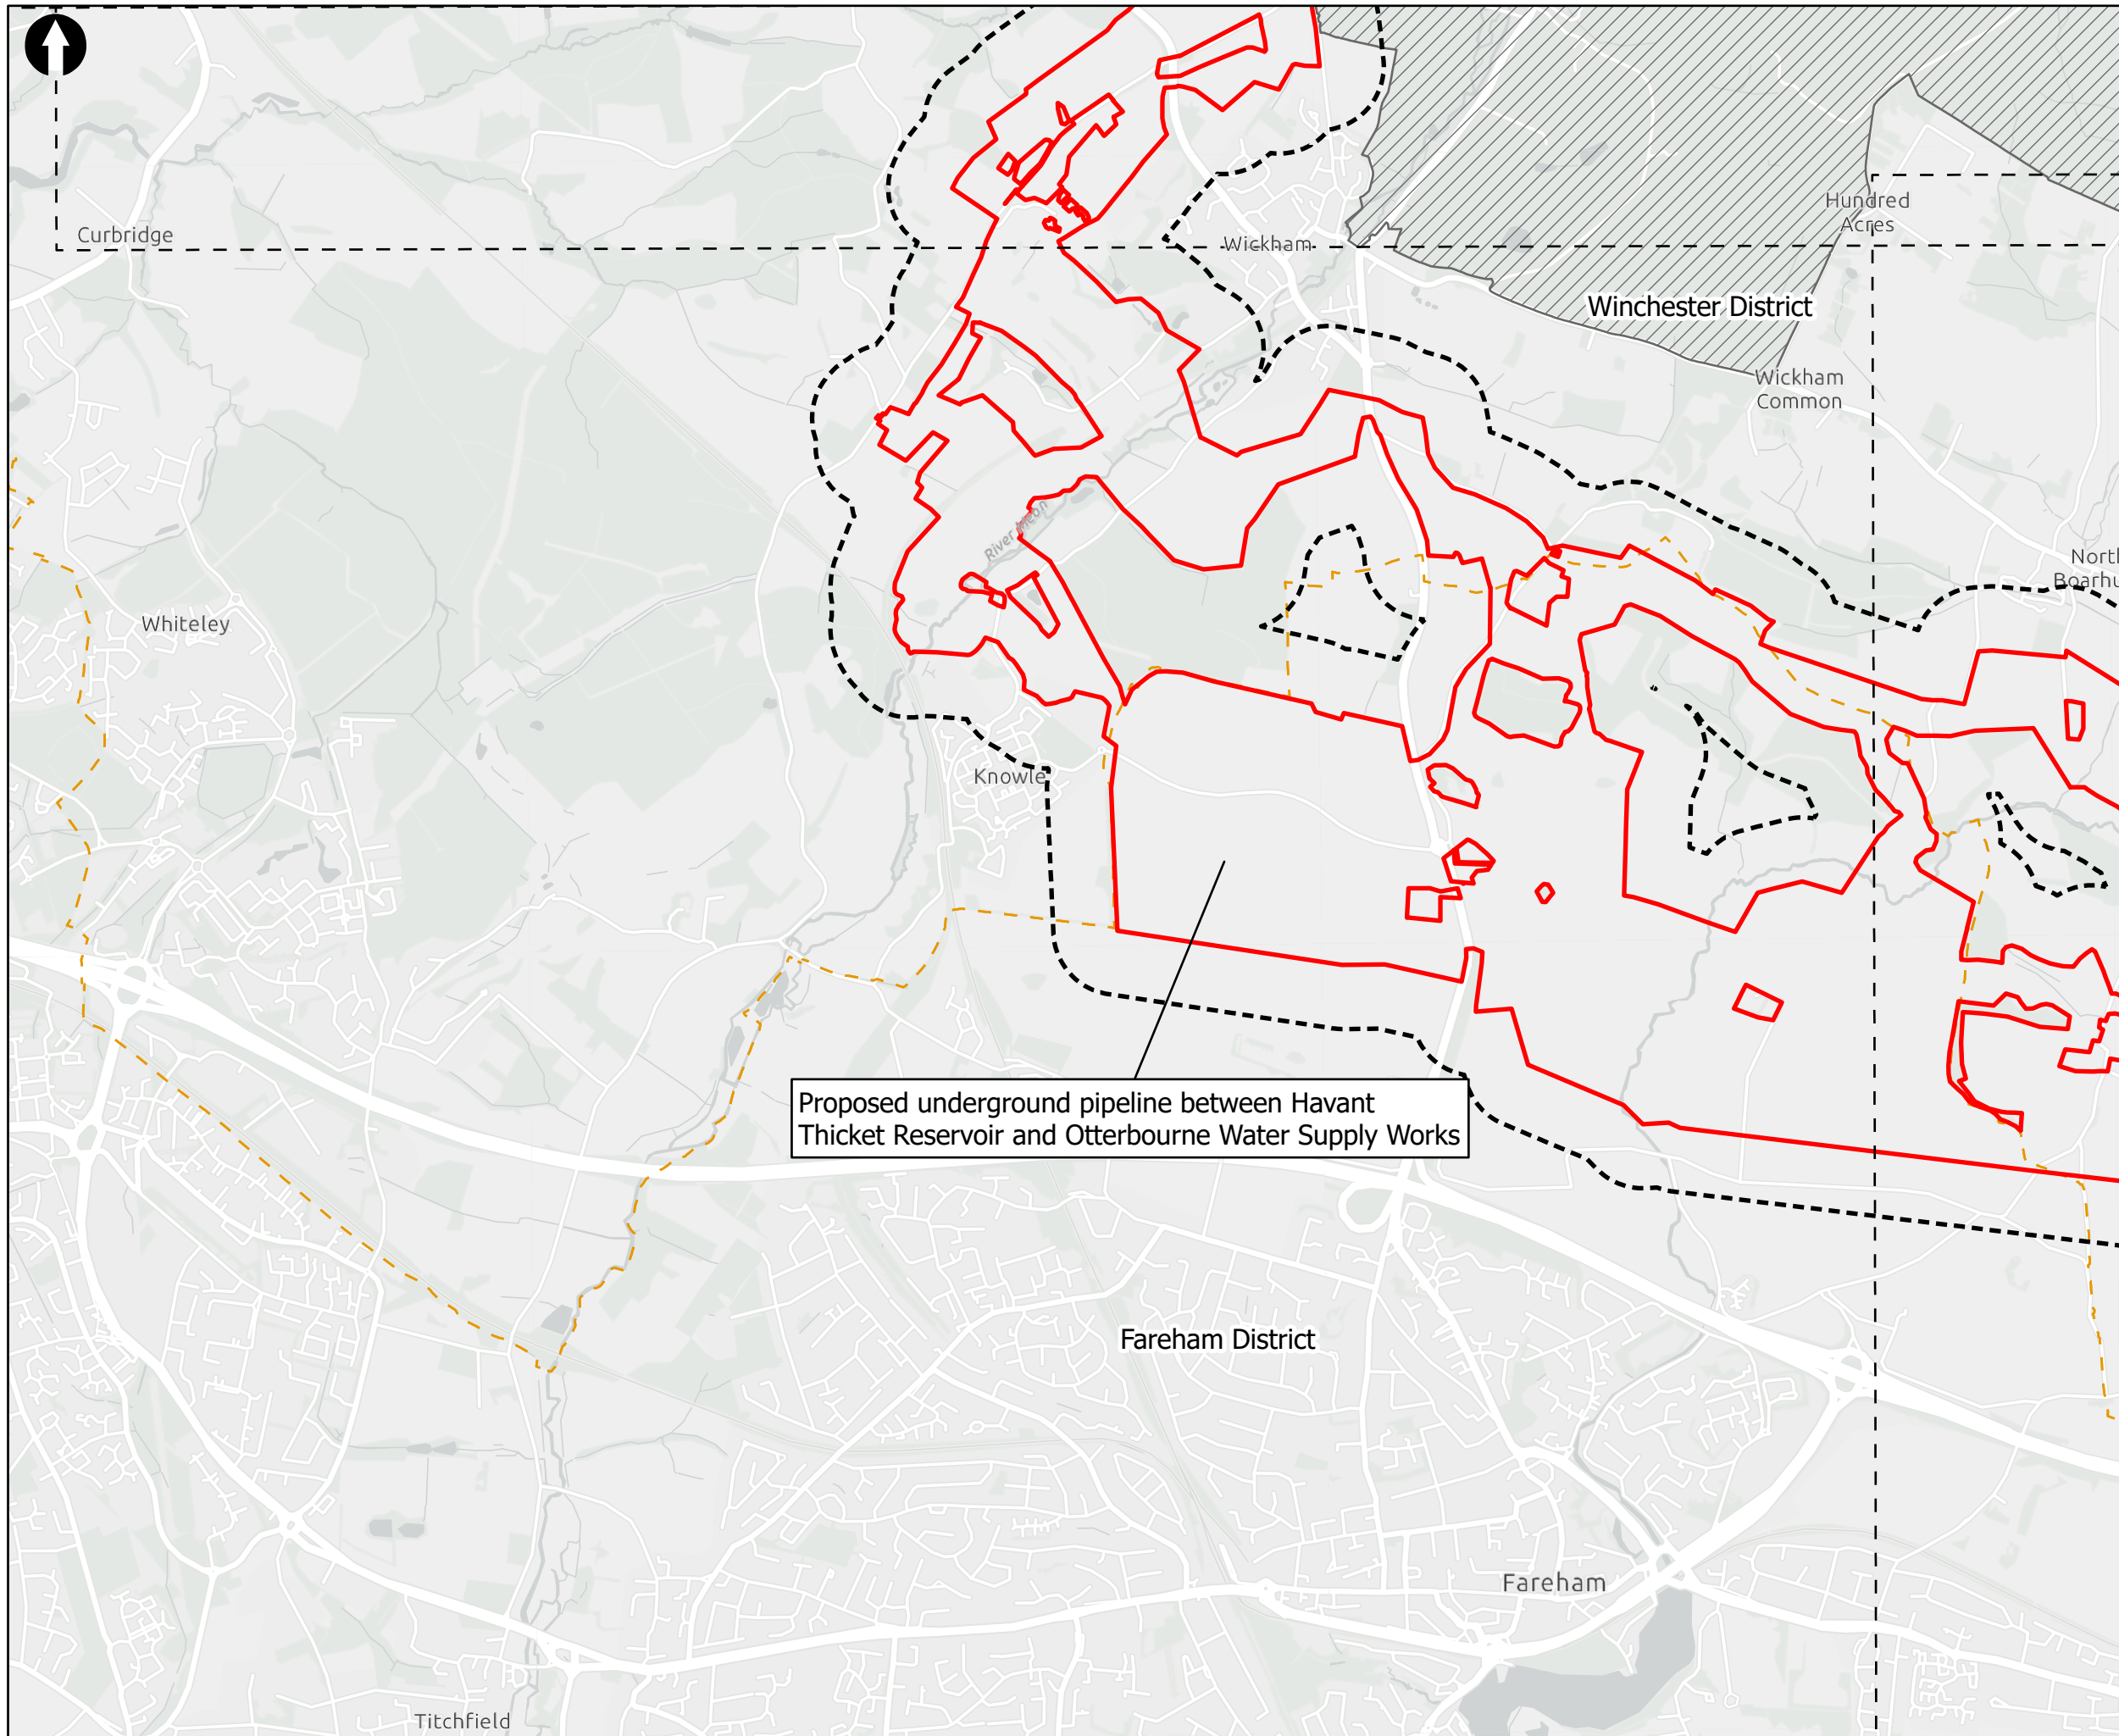 Curbridge
Hundred
Acres
Wickham
Winchester District
Wickham
Common
River Meon
North
Whiteley
Knowle
Proposed underground pipeline between Havant
Thicket Reservoir and Otterbourne Water Supply Works
Fareham District
Fareham
Titchfield